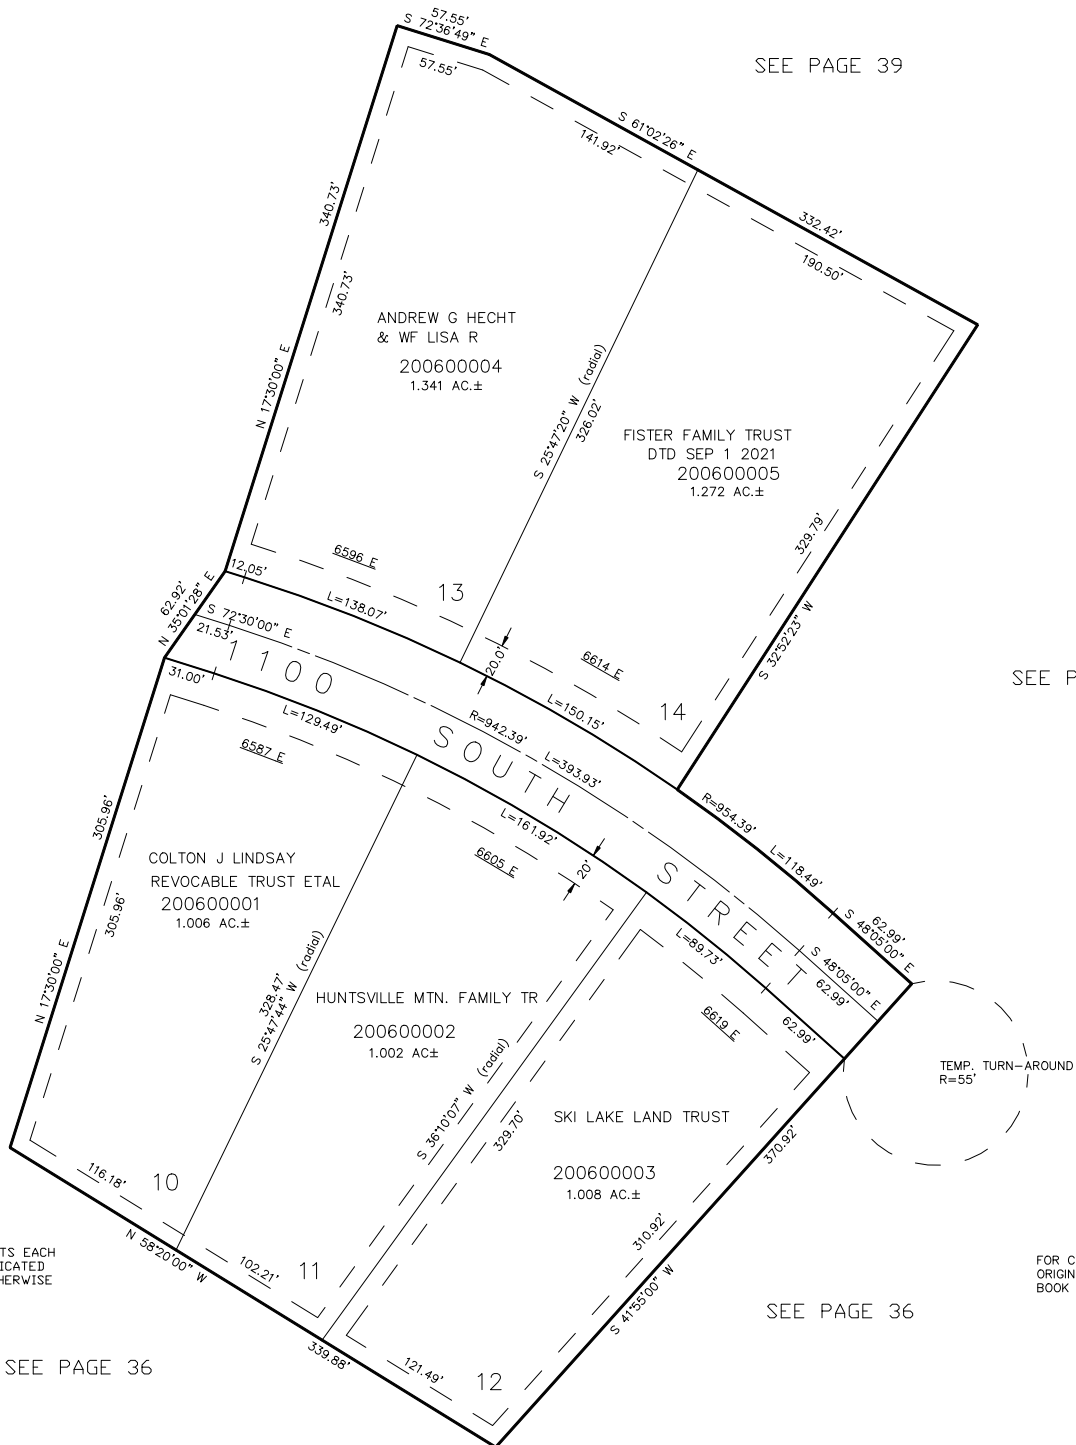 57.55'
S 72°36'49" E
57.55'
SEE PAGE 39
S 61°02'26" E
141.92'
332.42'
190.50'
340.73'
340.73'
N 17°30'00" E
ANDREW G HECHT
& WF LISA R
200600004
1.341 AC.±
S 25°47'20" W (radial)
326.02'
FISTER FAMILY TRUST
DTD SEP 1 2021
200600005
1.272 AC.±
329.79'
S 32°52'23" W
6596 E
13
12.05'
L=138.07'
62.92'
N 35°01'28" E
S 72°30'00" E
21.53'
20.0'
6614 E
14
L=150.15'
SEE P
1100 SOUTH STREET
31.00'
L=129.49'
R=942.39'
L=393.93'
6587 E
R=954.39'
L=118.49'
L=161.92'
6605 E
20'
62.99'
S 48°05'00" E
S 48°05'00" E
62.99'
L=89.73'
62.99'
6619 E
305.96'
305.96'
N 17°30'00" E
COLTON J LINDSAY
REVOCABLE TRUST ETAL
200600001
1.006 AC.±
328.47'
S 25°47'44" W (radial)
HUNTSVILLE MTN. FAMILY TR
200600002
1.002 AC±
S 36°10'07" W (radial)
329.70'
TEMP. TURN-AROUND
R=55'
SKI LAKE LAND TRUST
200600003
1.008 AC.±
370.92'
310.92'
S 41°55'00" W
116.18'
10
N 58°20'00" W
102.21'
11
339.88'
121.49'
12
TS EACH
ICATED
HERWISE
FOR C
ORIGIN
BOOK
SEE PAGE 36
SEE PAGE 36